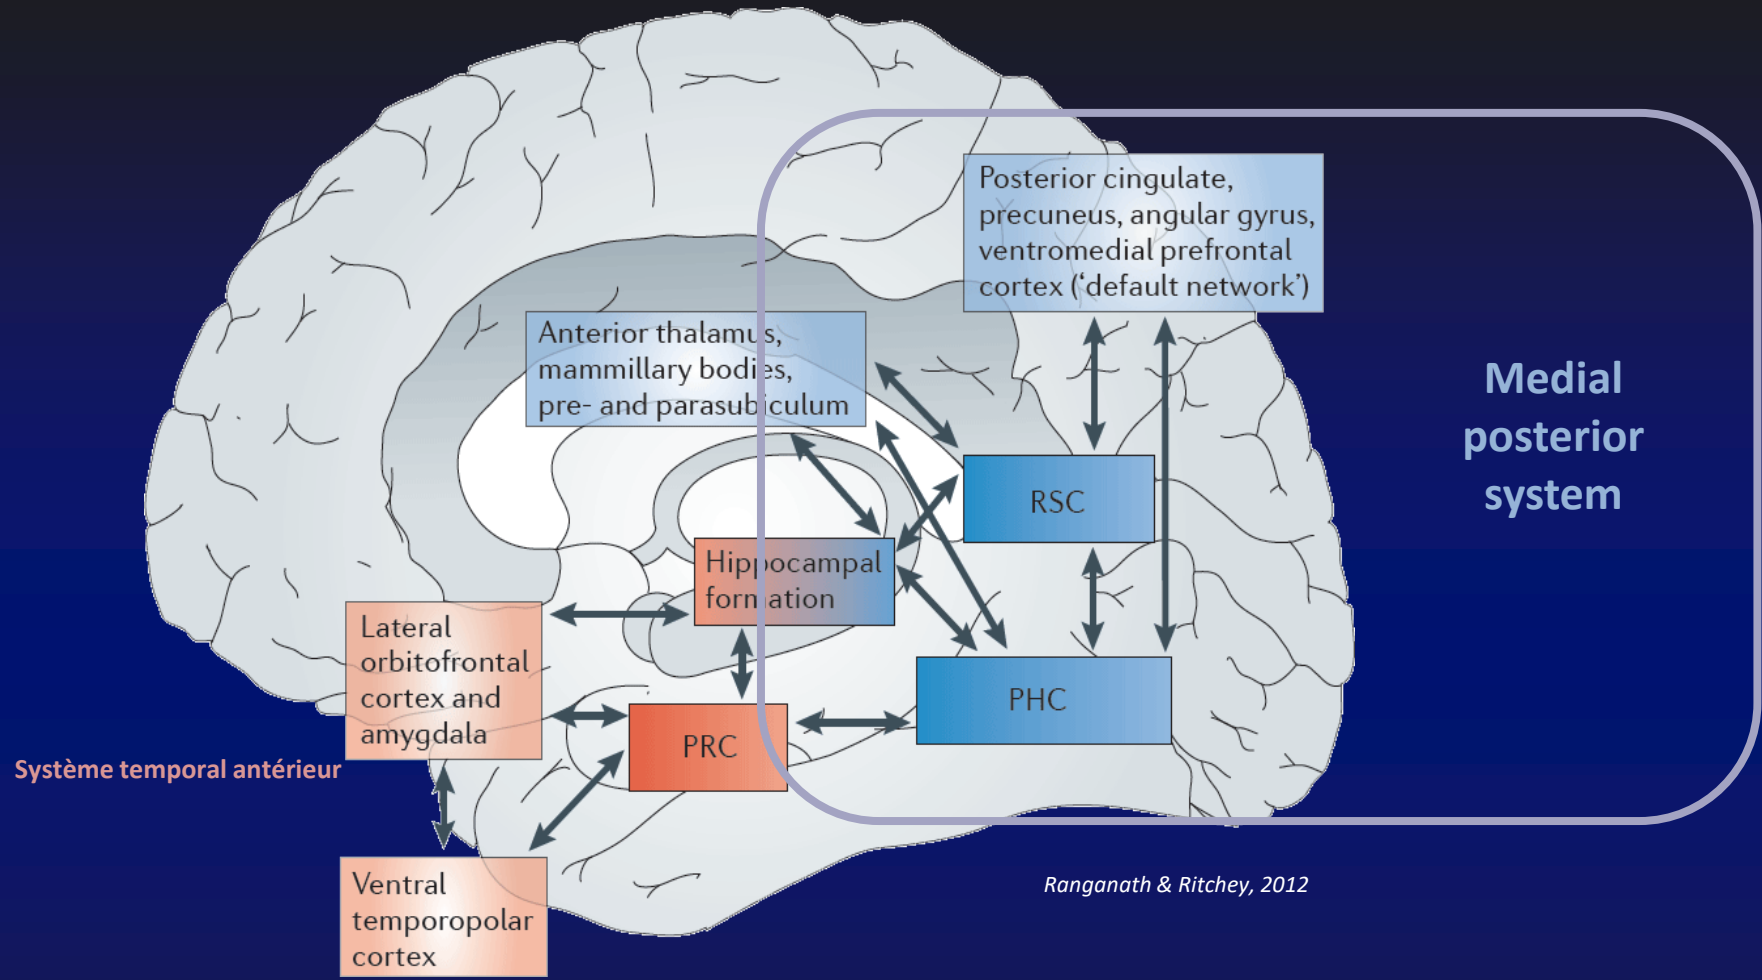 Posterior cingulate,
precuneus, angular gyrus,
ventromedial prefrontal
cortex (‘default network’)
Anterior thalamus,
mammillary bodies,
pre- and parasubiculum
Medial
posterior
system
RSC
Hippocampal
formation
Lateral
orbitofrontal
cortex and
amygdala
PHC
PRC
Système temporal antérieur
Ventral
temporopolar
cortex
Ranganath & Ritchey, 2012